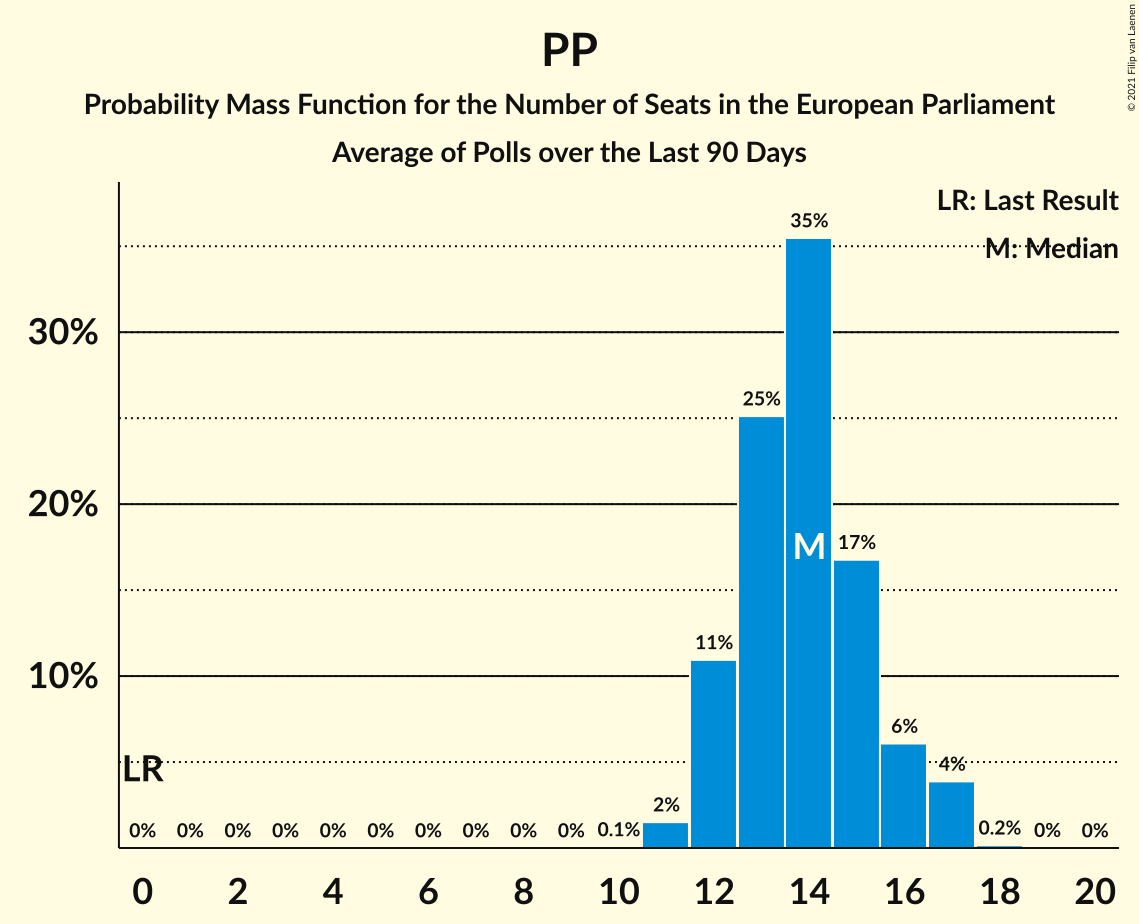 PP
Probability Mass Function for the Number of Seats in the European Parliament
Average of Polls over the Last 90 Days
© 2021 Filip van Laenen
LR: Last Result
M: Median
35%
30%
25%
20%
M
17%
11%
10%
6%
LR
4%
2%
0% 0% 0% 0% 0% 0% 0% 0% 0% 0% 0.1% 0.2% 0% 0%
0 2 4 6 8 10 12 14 16 18 20